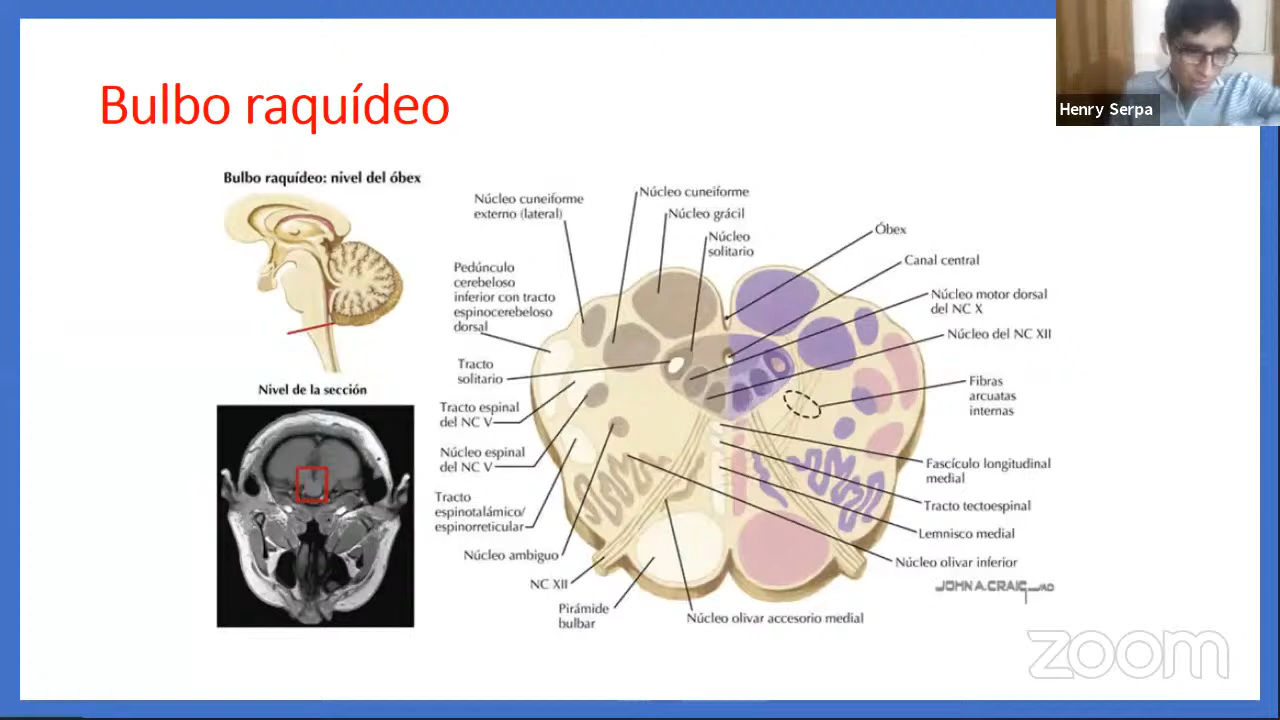 Bulbo raquídeo
Henry Serpa
Bulbo raquídeo: nivel del óbex
Nivel de la sección
Núcleo cuneiforme
externo (lateral)
Núcleo cuneiforme
Núcleo grácil
Núcleo
solitario
Óbex
Canal central
Núcleo motor dorsal
del NC X
Núcleo del NC XII
Fibras
arcuatas
internas
Fascículo longitudinal
medial
Tracto tectoespinal
Lemnisco medial
Núcleo olivar inferior
Pedúnculo
cerebeloso
inferior con tracto
espinocerebeloso
dorsal
Tracto
solitario
Tracto espinal
del NC V
Núcleo espinal
del NC V
Tracto
espinotalámico/
espinorreticular
Núcleo ambiguo
NC XII
Pirámide
bulbar
Núcleo olivar accesorio medial
JOHN A. CRAIG MD
zoom